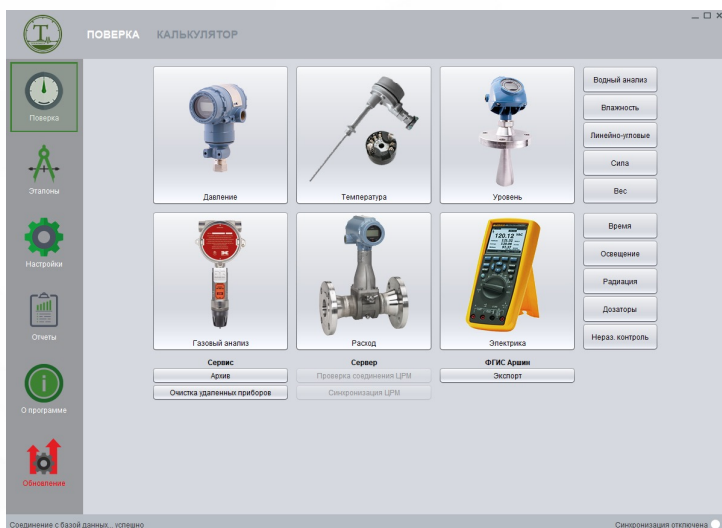 ПОВЕРКА КАЛЬКУЛЯТОР
Поверка
Эталоны
Настройки
Отчеты
О программе
Обновления
Давление
Температура
Уровень
Газовый анализ
Расход
Электрика
Водный анализ
Влажность
Линейно-угловые
Сила
Вес
Время
Освещение
Радиация
Дозаторы
Нераз. контроль
Сервис
Архив
Очистка удаленных приборов
Сервер
Проверка соединения ЦРМ
Синхронизация ЦРМ
ФГИС Аршин
Экспорт
Соединение с базой данных... успешно
Синхронизация отключена